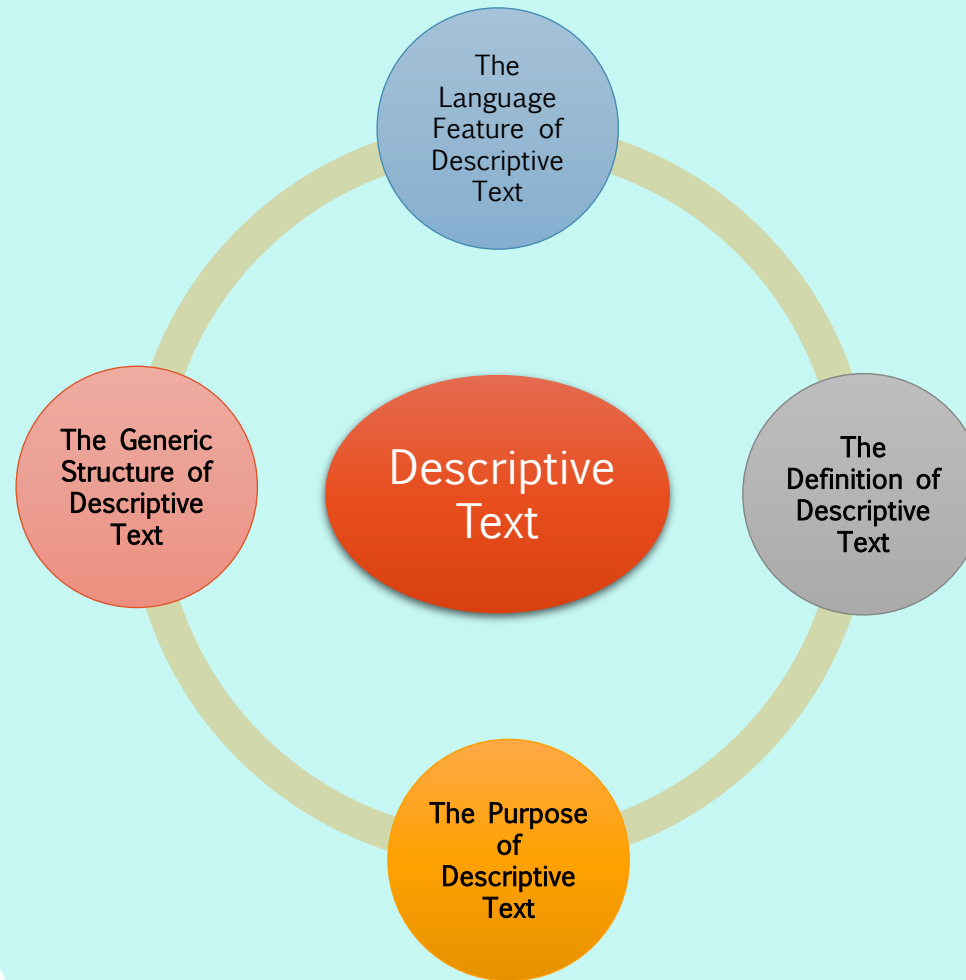 The
Language
Feature of
Descriptive
Text
The Generic
Structure of
Descriptive
Text
Descriptive
Text
The
Definition of
Descriptive
Text
The Purpose
of
Descriptive
Text